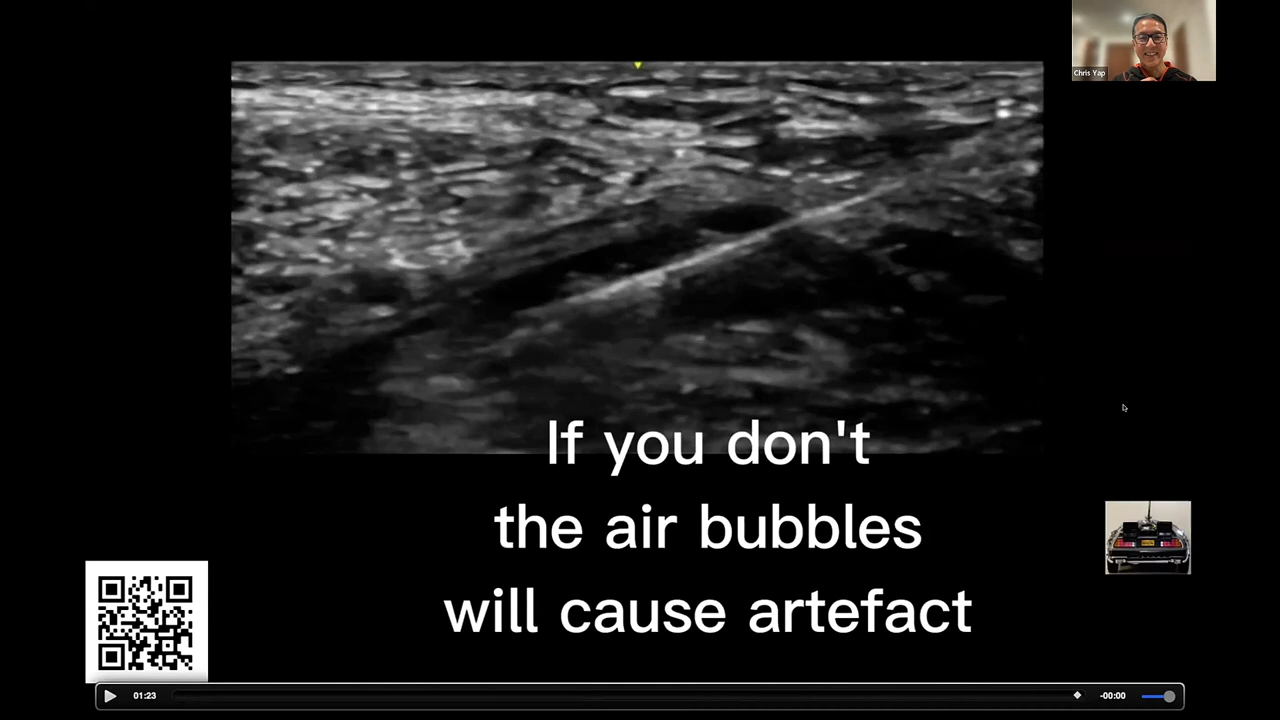 Chris Yap
If you don't
the air bubbles
will cause artefact
01:23
-00:00